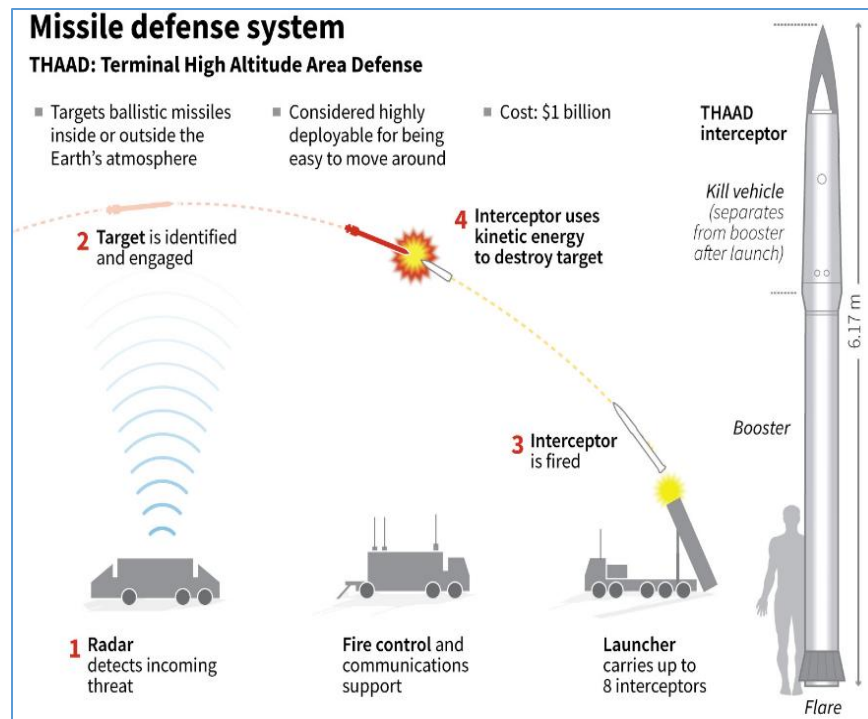 Missile defense system
THAAD: Terminal High Altitude Area Defense
Targets ballistic missiles
inside or outside the
Earth's atmosphere
Considered highly
deployable for being
easy to move around
Cost: $1 billion
THAAD
interceptor
Kill vehicle
(separates
from booster
after launch)
6.17 m
2 Target is identified
and engaged
4 Interceptor uses
kinetic energy
to destroy target
3 Interceptor
is fired
Booster
1 Radar
detects incoming
threat
Fire control and
communications
support
Launcher
carries up to
8 interceptors
Flare